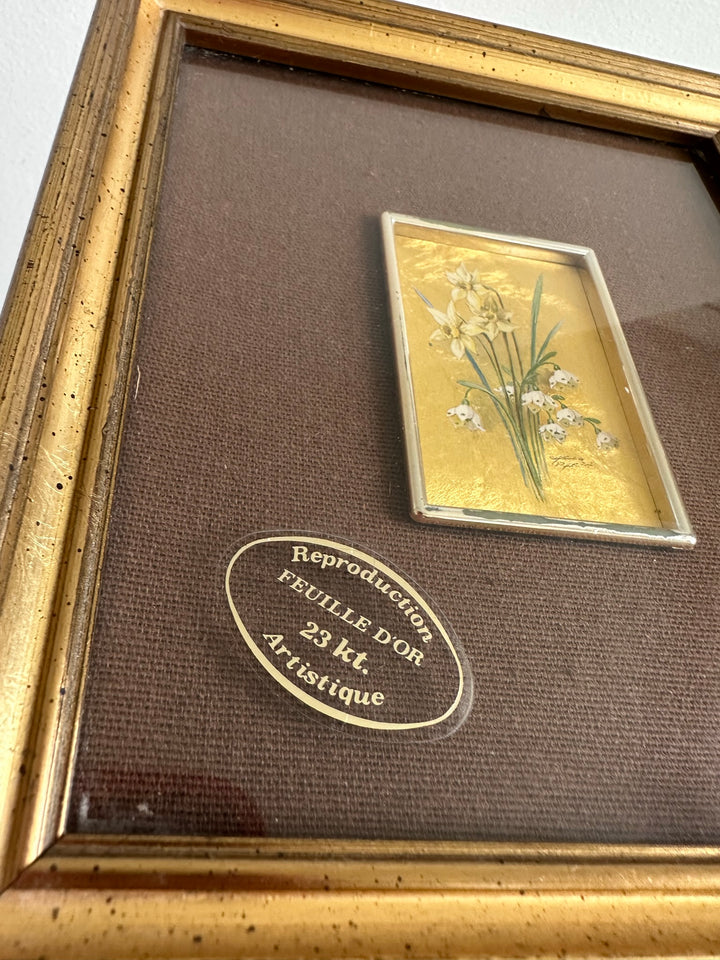 Reproduction
FEUILLE D'OR
23 kt.
Artistique